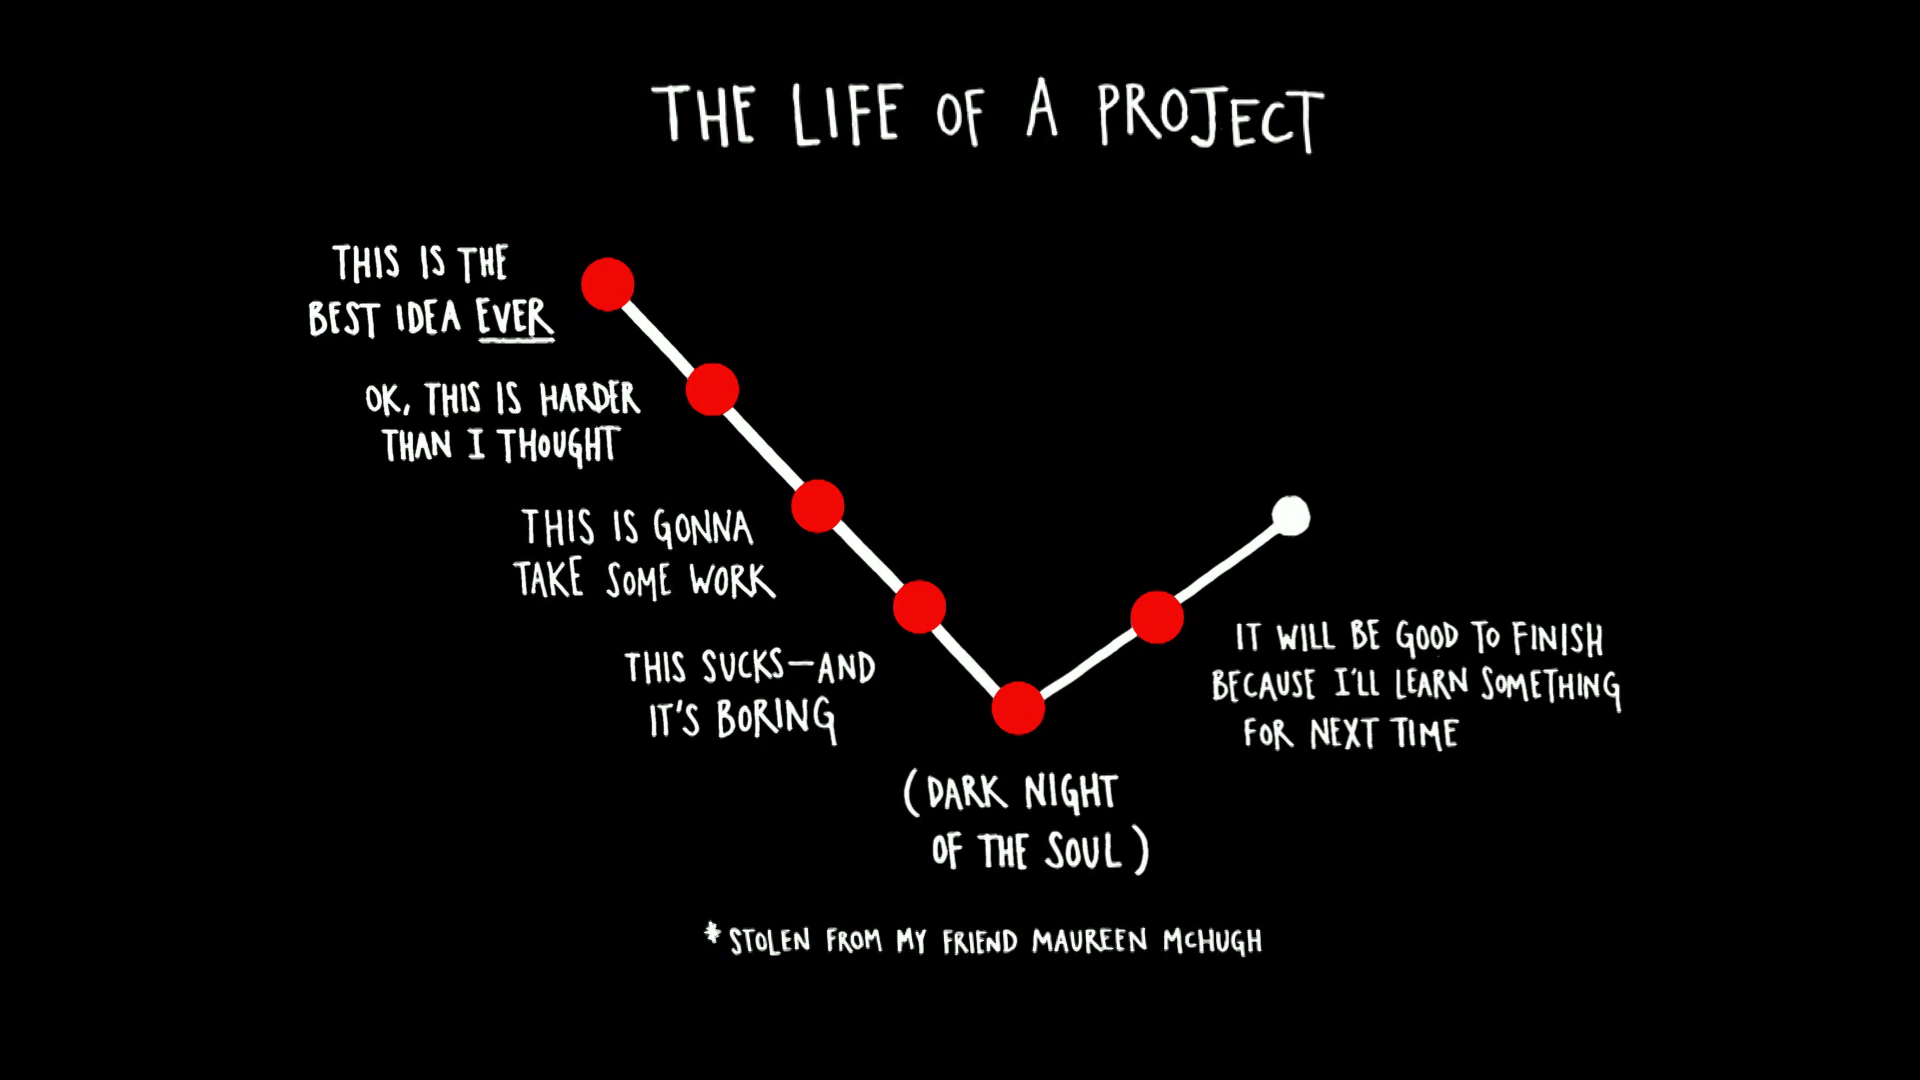 THE LIFE OF A PROJECT
THIS IS THE
BEST IDEA EVER
OK, THIS IS HARDER
THAN I THOUGHT
THIS IS GONNA
TAKE SOME WORK
THIS SUCKS—AND
IT'S BORING
(DARK NIGHT
OF THE SOUL)
IT WILL BE GOOD TO FINISH
BECAUSE I'LL LEARN SOMETHING
FOR NEXT TIME
* STOLEN FROM MY FRIEND MAUREEN MCHUGH